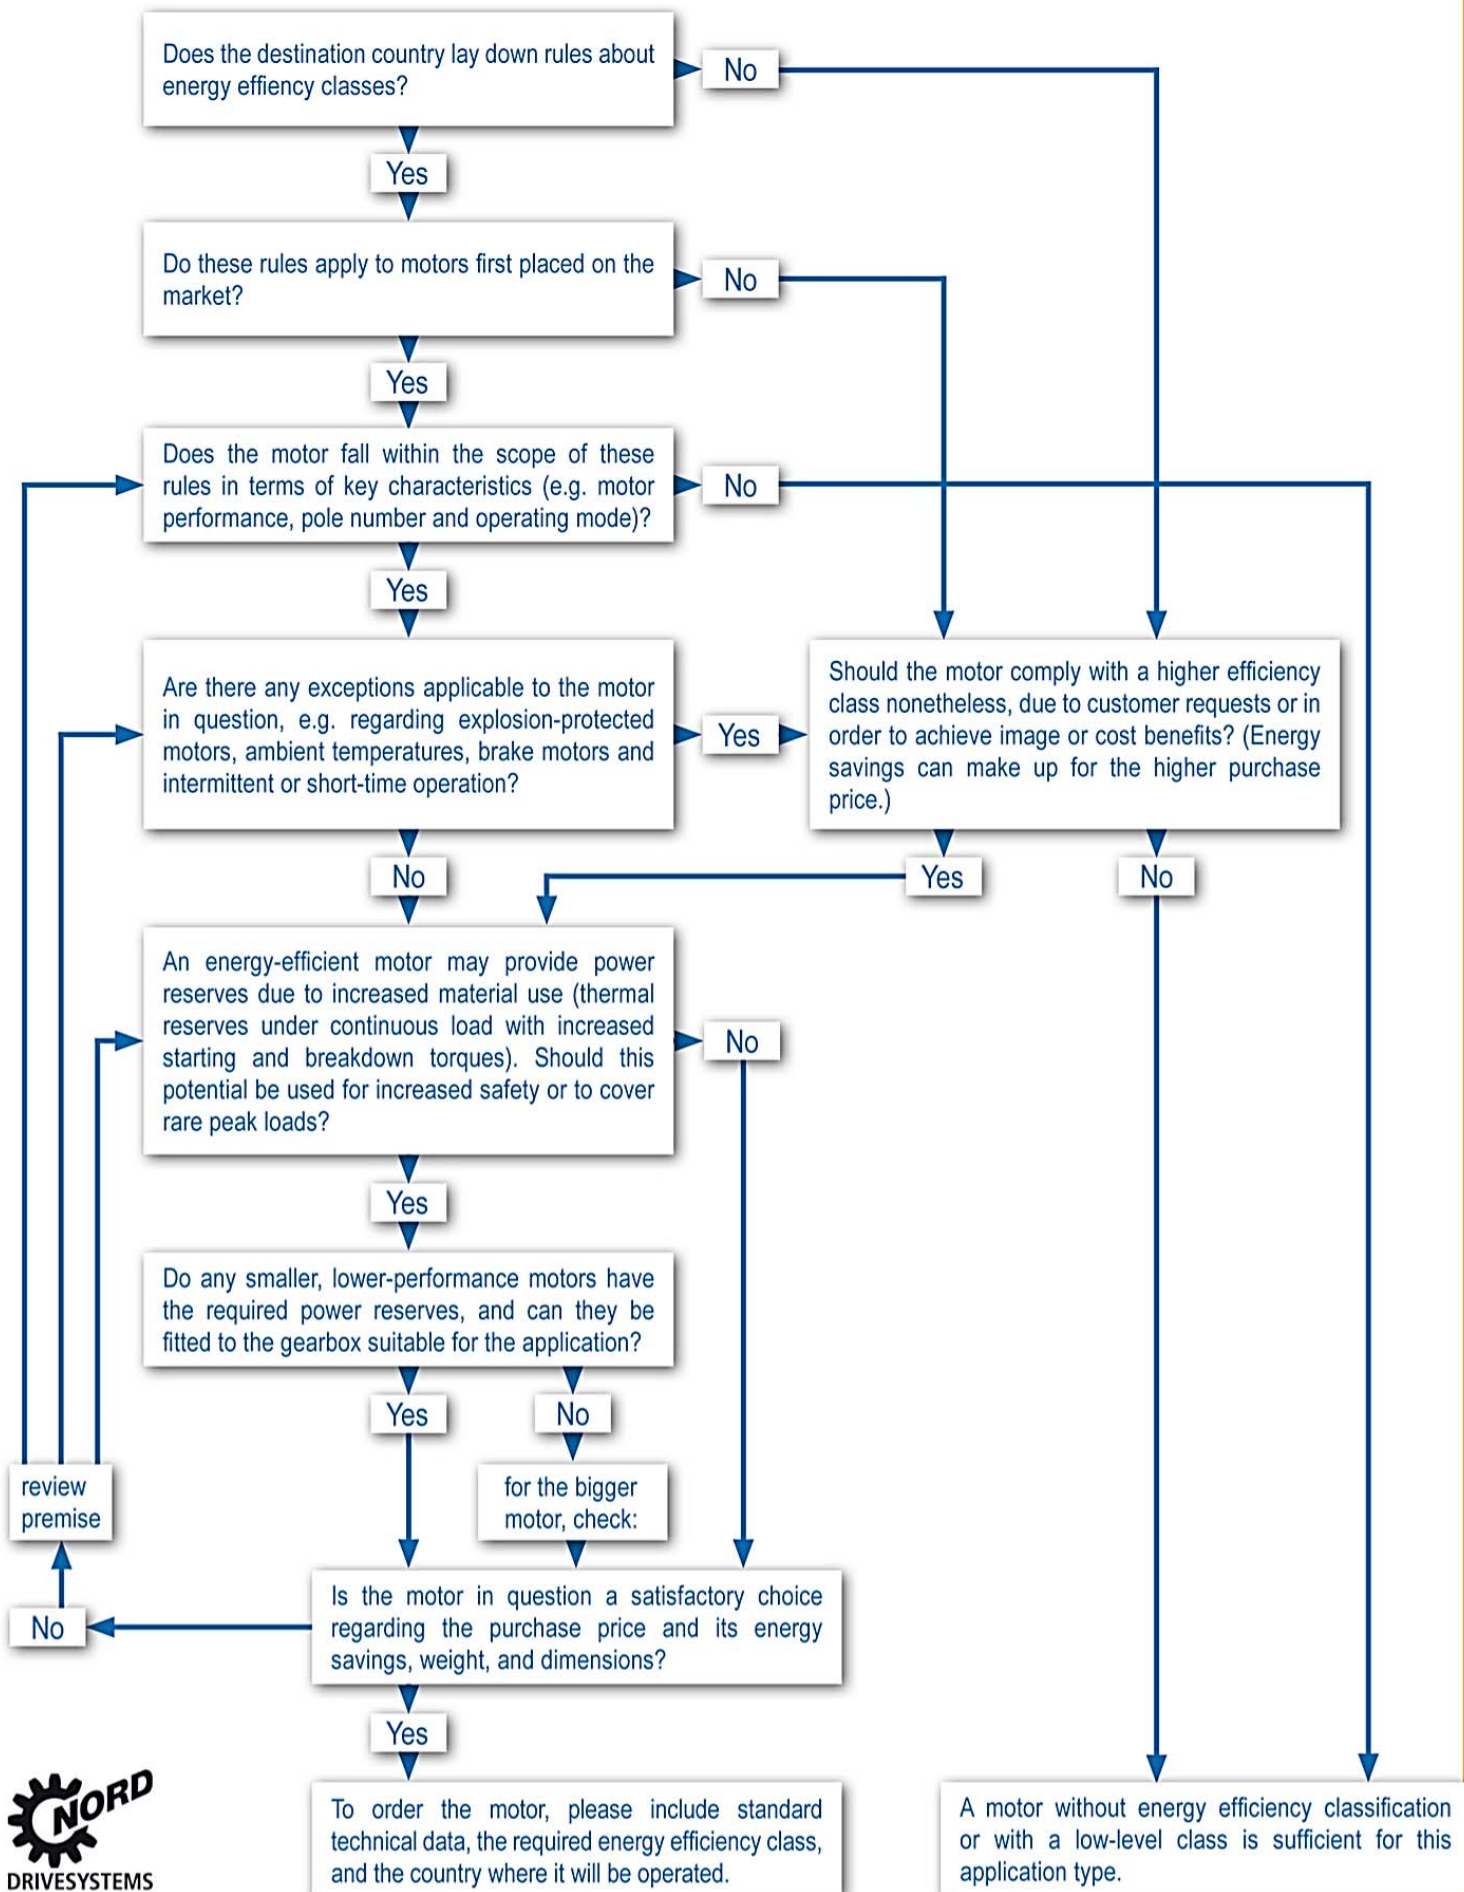 Does the destination country lay down rules about
energy effiency classes?
No
Yes
Do these rules apply to motors first placed on the
market?
No
Yes
Does the motor fall within the scope of these
rules in terms of key characteristics (e.g. motor
performance, pole number and operating mode)?
No
Yes
Are there any exceptions applicable to the motor
in question, e.g. regarding explosion-protected
motors, ambient temperatures, brake motors and
intermittent or short-time operation?
Yes
Should the motor comply with a higher efficiency
class nonetheless, due to customer requests or in
order to achieve image or cost benefits? (Energy
savings can make up for the higher purchase
price.)
No
Yes
No
An energy-efficient motor may provide power
reserves due to increased material use (thermal
reserves under continuous load with increased
starting and breakdown torques). Should this
potential be used for increased safety or to cover
rare peak loads?
No
Yes
Do any smaller, lower-performance motors have
the required power reserves, and can they be
fitted to the gearbox suitable for the application?
Yes
No
review
premise
for the bigger
motor, check:
Is the motor in question a satisfactory choice
regarding the purchase price and its energy
savings, weight, and dimensions?
No
Yes
To order the motor, please include standard
technical data, the required energy efficiency class,
and the country where it will be operated.
A motor without energy efficiency classification
or with a low-level class is sufficient for this
application type.
NORD
DRIVESYSTEMS